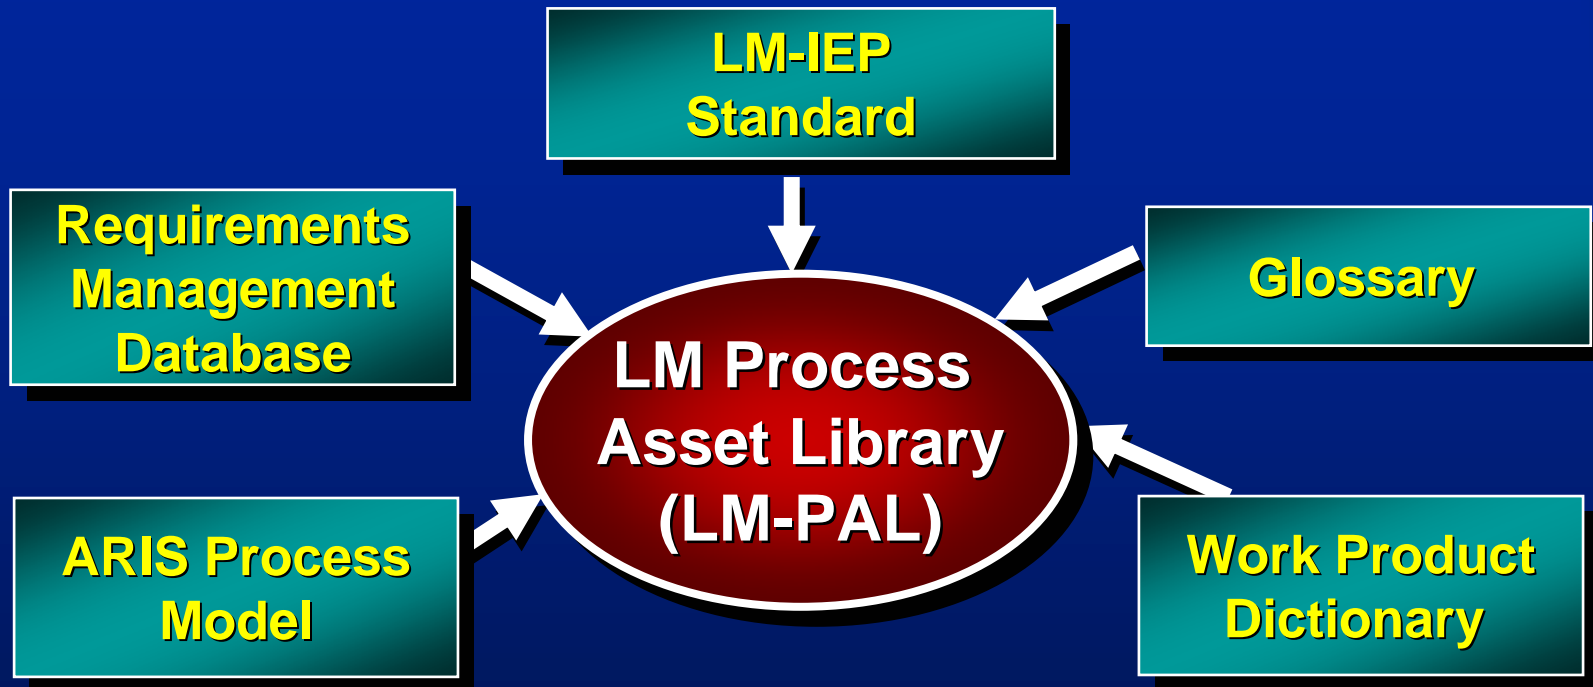 LM-IEP
Standard
Requirements
Management
Database
Glossary
LM Process
Asset Library
(LM-PAL)
ARIS Process
Model
Work Product
Dictionary